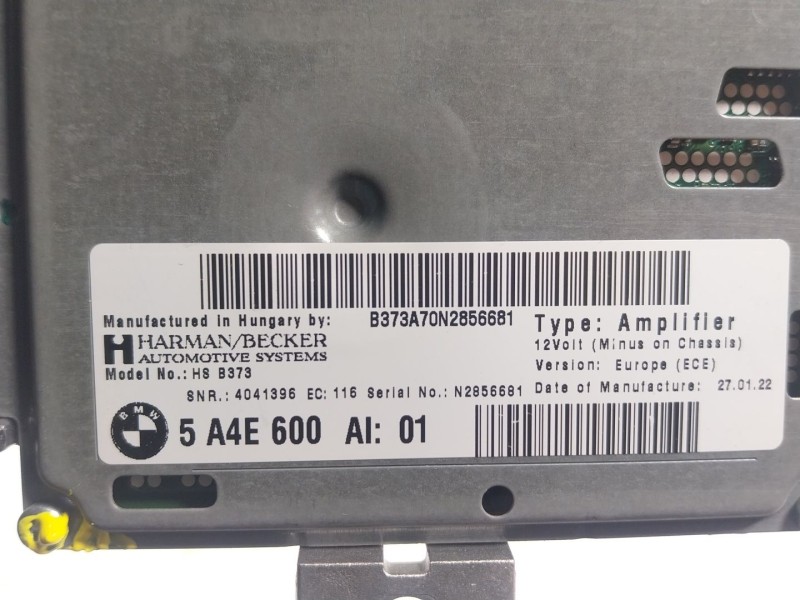 B373A70N2856681
Manufactured in Hungary by:
HARMAN/BECKER
AUTOMOTIVE SYSTEMS
Model No.: HS B373
Type: Amplifier
12Volt (Minus on Chassis)
Version: Europe (ECE)
SNR.: 4041396 EC: 116 Serial No.: N2856681 Date of Manufacture: 27.01.22
BMW
5 A4E 600 AI: 01